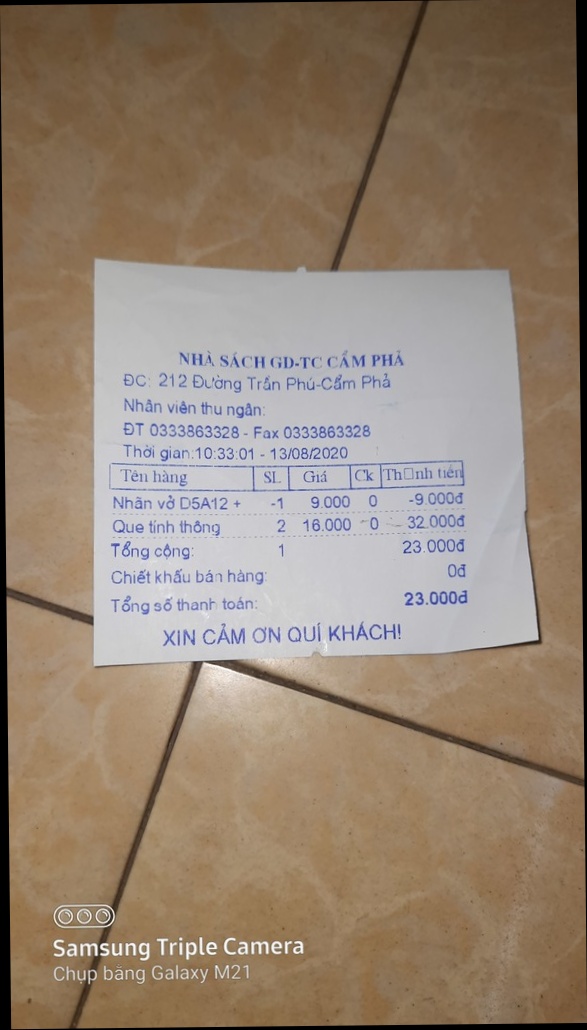 NHÀ SÁCH GD-TC CẨM PHẢ
ĐC: 212 Đường Trần Phú-Cẩm Phả
Nhân viên thu ngân:
ĐT 0333863328 - Fax 0333863328
Thời gian:10:33:01 - 13/08/2020
Tên hàng SL Giá Ck Th□nh tiền
Nhãn vở D5A12 + -1 9.000 0 -9.000đ
Que tính thông 2 16.000 0 32.000đ
Tổng cộng: 1 23.000đ
Chiết khấu bán hàng: 0đ
Tổng số thanh toán: 23.000đ
XIN CẢM ƠN QUÍ KHÁCH!
Samsung Triple Camera
Chụp bằng Galaxy M21